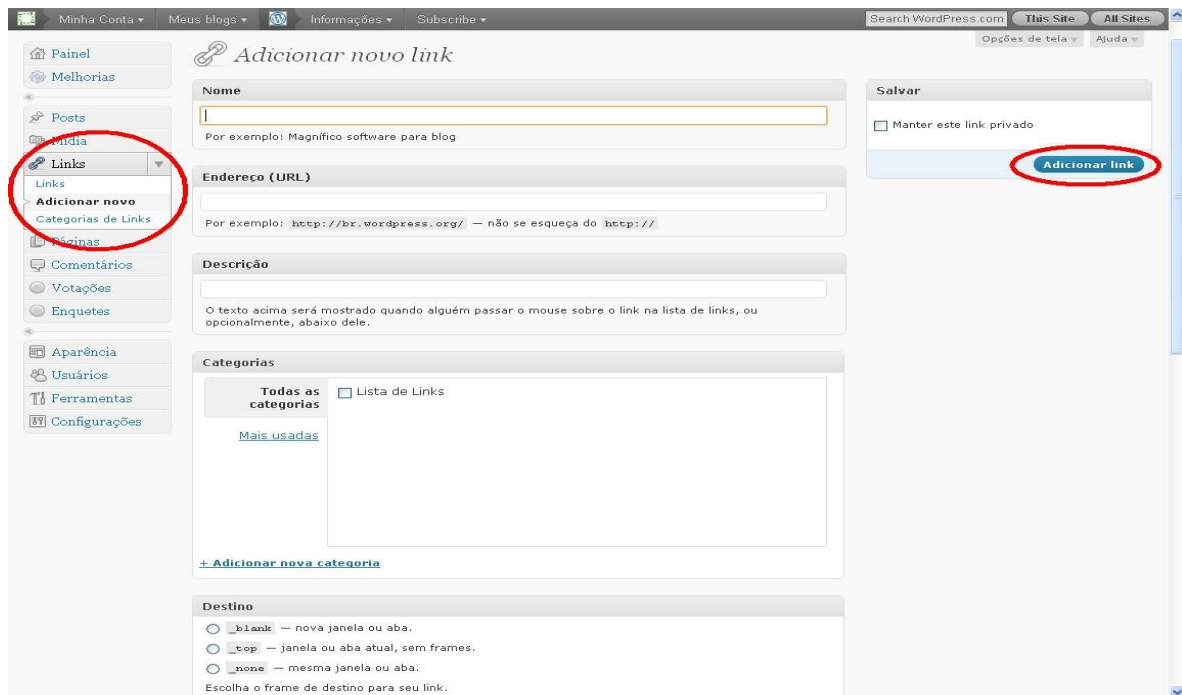 Minha Conta
Meus blogs
Informações
Subscribe
Search WordPress.com
This Site
All Sites
Opções de tela
Ajuda
Painel
Melhorias
Posts
Mídia
Links
Links
Adicionar novo
Categorias de Links
Páginas
Comentários
Votações
Enquetes
Aparência
Usuários
Ferramentas
Configurações
Adicionar novo link
Nome
Por exemplo: Magnífico software para blog
Endereço (URL)
Por exemplo: http://br.wordpress.org/ — não se esqueça do http://
Descrição
O texto acima será mostrado quando alguém passar o mouse sobre o link na lista de links, ou
opcionalmente, abaixo dele.
Categorias
Todas as
categorias
Lista de Links
Mais usadas
+ Adicionar nova categoria
Destino
_blank — nova janela ou aba.
_top — janela ou aba atual, sem frames.
_none — mesma janela ou aba.
Escolha o frame de destino para seu link.
Salvar
Manter este link privado
Adicionar link